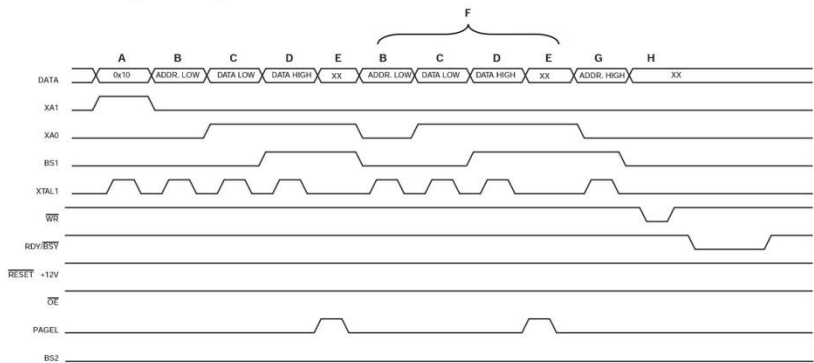 F
A B C D E B C D E G H
DATA 0x10 ADDR. LOW DATA LOW DATA HIGH XX ADDR. LOW DATA LOW DATA HIGH XX ADDR. HIGH XX
XA1
XA0
BS1
XTAL1
WR
RDY/BSY
RESET +12V
OE
PAGEL
BS2